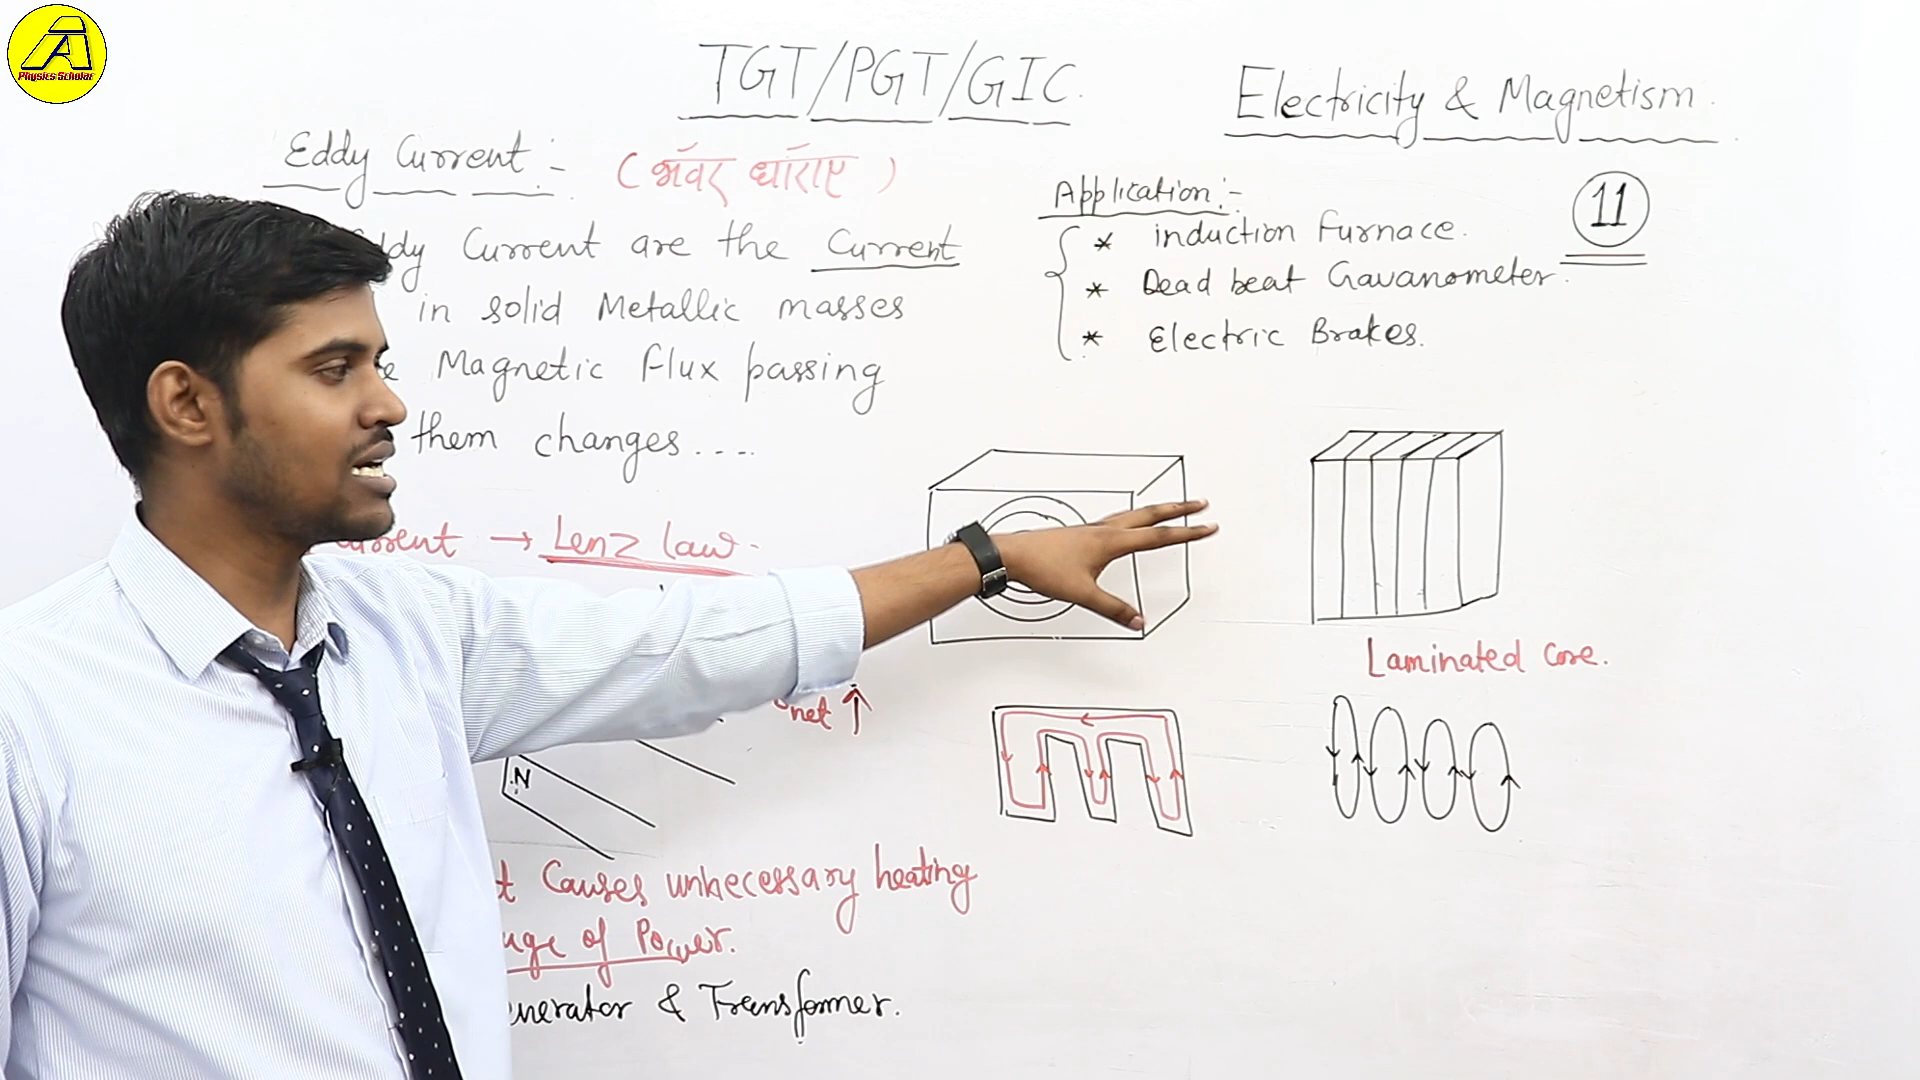 Physics Scholar
TGT/PGT/GIC.
Electricity & Magnetism.
11
Eddy Current :- (भॅवर धाॅराए)
ddy Current are the Current
in solid Metallic masses
Magnetic flux passing
them changes....
Application:-
* induction Furnace.
* Dead beat Gavanometer.
* Electric Brakes.
urrent → Lenz law.
net ↑
N
Laminated Core.
t Causes unnecessary heating
of Power.
nerator & Transformer.